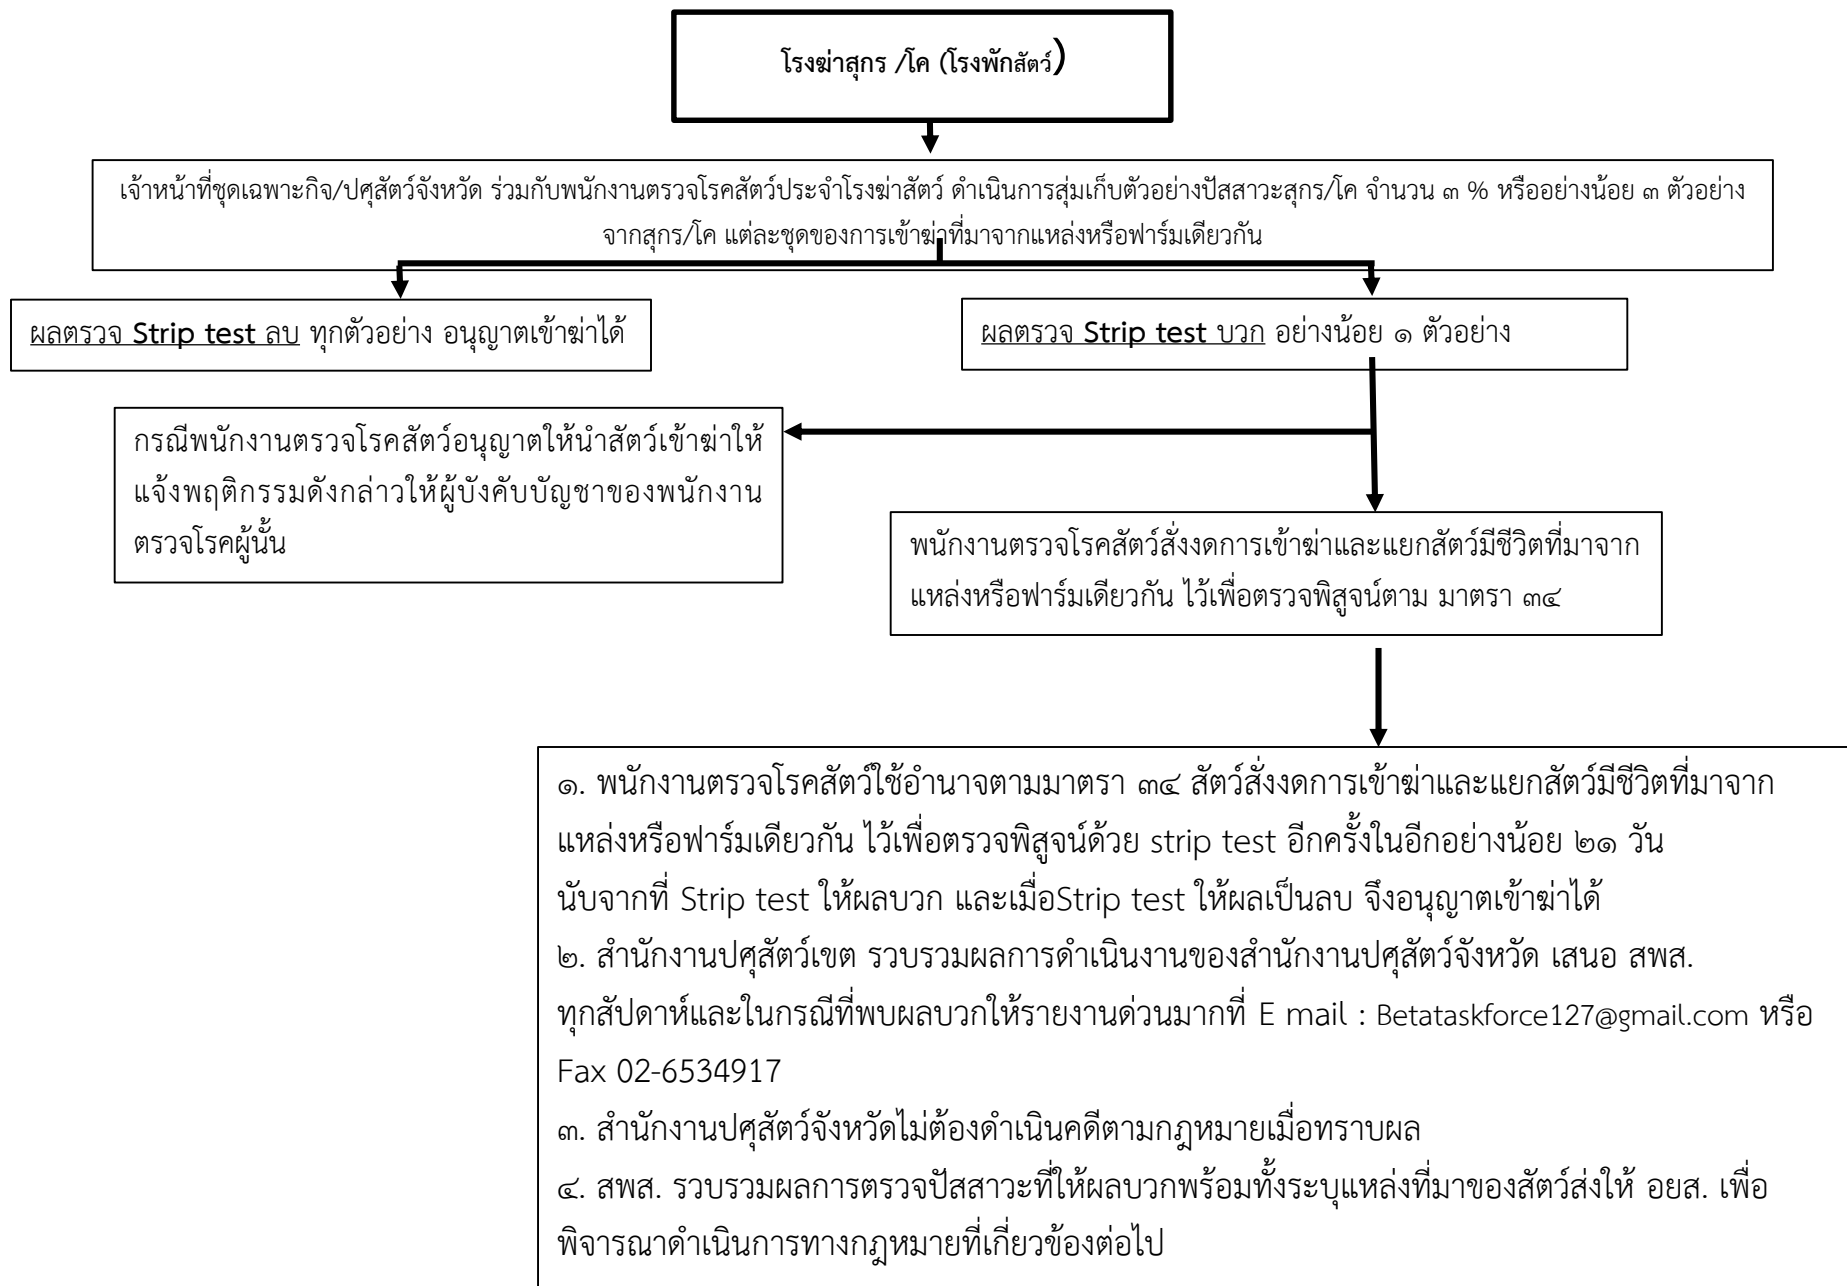 โรงฆ่าสุกร /โค (โรงพักสัตว์)
เจ้าหน้าที่ชุดเฉพาะกิจ/ปศุสัตว์จังหวัด ร่วมกับพนักงานตรวจโรคสัตว์ประจำโรงฆ่าสัตว์ ดำเนินการสุ่มเก็บตัวอย่างปัสสาวะสุกร/โค จำนวน ๓ % หรืออย่างน้อย ๓ ตัวอย่าง
จากสุกร/โค แต่ละชุดของการเข้าฆ่าที่มาจากแหล่งหรือฟาร์มเดียวกัน
ผลตรวจ Strip test ลบ ทุกตัวอย่าง อนุญาตเข้าฆ่าได้
ผลตรวจ Strip test บวก อย่างน้อย ๑ ตัวอย่าง
กรณีพนักงานตรวจโรคสัตว์อนุญาตให้นำสัตว์เข้าฆ่าให้
แจ้งพฤติกรรมดังกล่าวให้ผู้บังคับบัญชาของพนักงาน
ตรวจโรคผู้นั้น
พนักงานตรวจโรคสัตว์สั่งงดการเข้าฆ่าและแยกสัตว์มีชีวิตที่มาจาก
แหล่งหรือฟาร์มเดียวกัน ไว้เพื่อตรวจพิสูจน์ตาม มาตรา ๓๔
๑. พนักงานตรวจโรคสัตว์ใช้อำนาจตามมาตรา ๓๔ สัตว์สั่งงดการเข้าฆ่าและแยกสัตว์มีชีวิตที่มาจาก
แหล่งหรือฟาร์มเดียวกัน ไว้เพื่อตรวจพิสูจน์ด้วย strip test อีกครั้งในอีกอย่างน้อย ๒๑ วัน
นับจากที่ Strip test ให้ผลบวก และเมื่อStrip test ให้ผลเป็นลบ จึงอนุญาตเข้าฆ่าได้
๒. สำนักงานปศุสัตว์เขต รวบรวมผลการดำเนินงานของสำนักงานปศุสัตว์จังหวัด เสนอ สพส.
ทุกสัปดาห์และในกรณีที่พบผลบวกให้รายงานด่วนมากที่ E mail : Betataskforce127@gmail.com หรือ
Fax 02-6534917
๓. สำนักงานปศุสัตว์จังหวัดไม่ต้องดำเนินคดีตามกฎหมายเมื่อทราบผล
๔. สพส. รวบรวมผลการตรวจปัสสาวะที่ให้ผลบวกพร้อมทั้งระบุแหล่งที่มาของสัตว์ส่งให้ อยส. เพื่อ
พิจารณาดำเนินการทางกฎหมายที่เกี่ยวข้องต่อไป